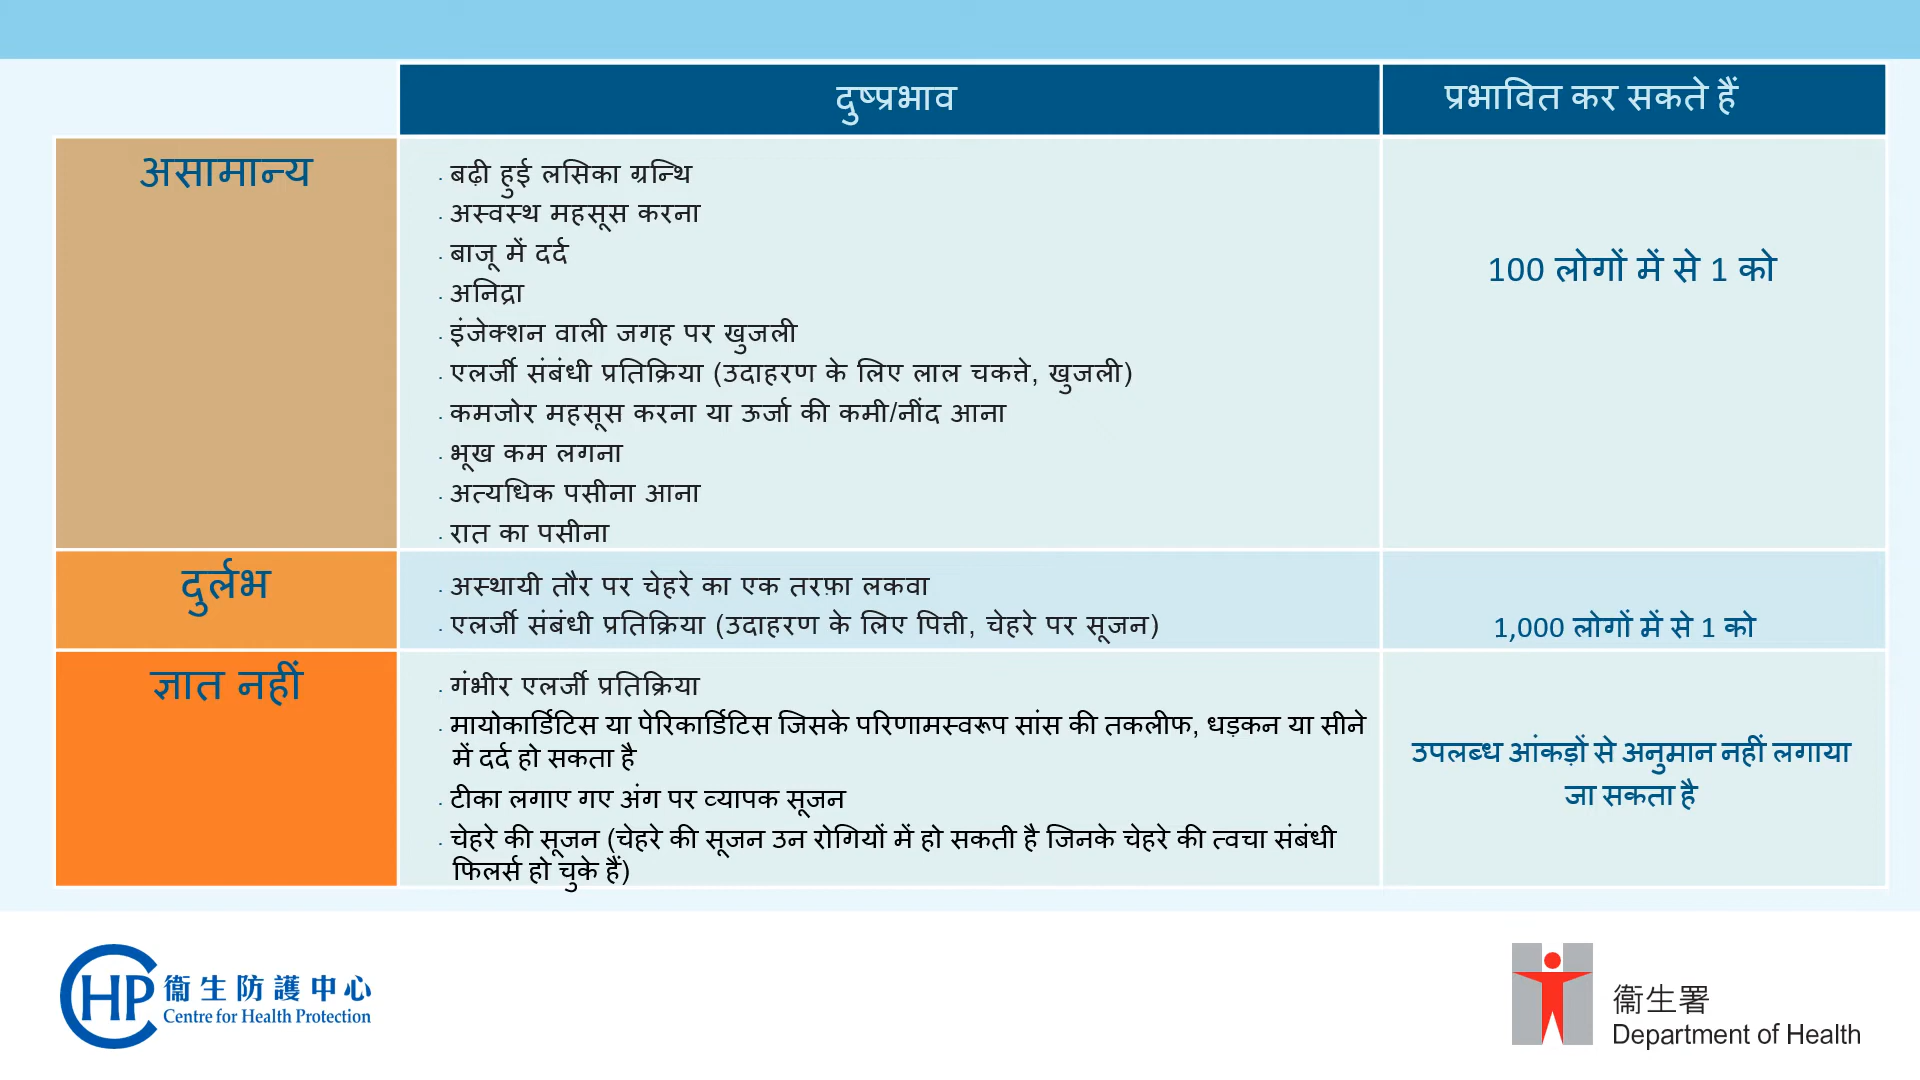 दुष्प्रभाव
प्रभावित कर सकते हैं
असामान्य
· बढ़ी हुई लसिका ग्रन्थि
· अस्वस्थ महसूस करना
· बाजू में दर्द
· अनिद्रा
· इंजेक्शन वाली जगह पर खुजली
· एलर्जी संबंधी प्रतिक्रिया (उदाहरण के लिए लाल चकत्ते, खुजली)
· कमजोर महसूस करना या ऊर्जा की कमी/नींद आना
· भूख कम लगना
· अत्यधिक पसीना आना
· रात का पसीना
100 लोगों में से 1 को
दुर्लभ
· अस्थायी तौर पर चेहरे का एक तरफ़ा लकवा
· एलर्जी संबंधी प्रतिक्रिया (उदाहरण के लिए पित्ती, चेहरे पर सूजन)
1,000 लोगों में से 1 को
ज्ञात नहीं
· गंभीर एलर्जी प्रतिक्रिया
· मायोकार्डिटिस या पेरिकार्डिटिस जिसके परिणामस्वरूप सांस की तकलीफ, धड़कन या सीने
में दर्द हो सकता है
· टीका लगाए गए अंग पर व्यापक सूजन
· चेहरे की सूजन (चेहरे की सूजन उन रोगियों में हो सकती है जिनके चेहरे की त्वचा संबंधी
फिलर्स हो चुके हैं)
उपलब्ध आंकड़ों से अनुमान नहीं लगाया
जा सकता है
CHP
衞生防護中心
Centre for Health Protection
衞生署
Department of Health